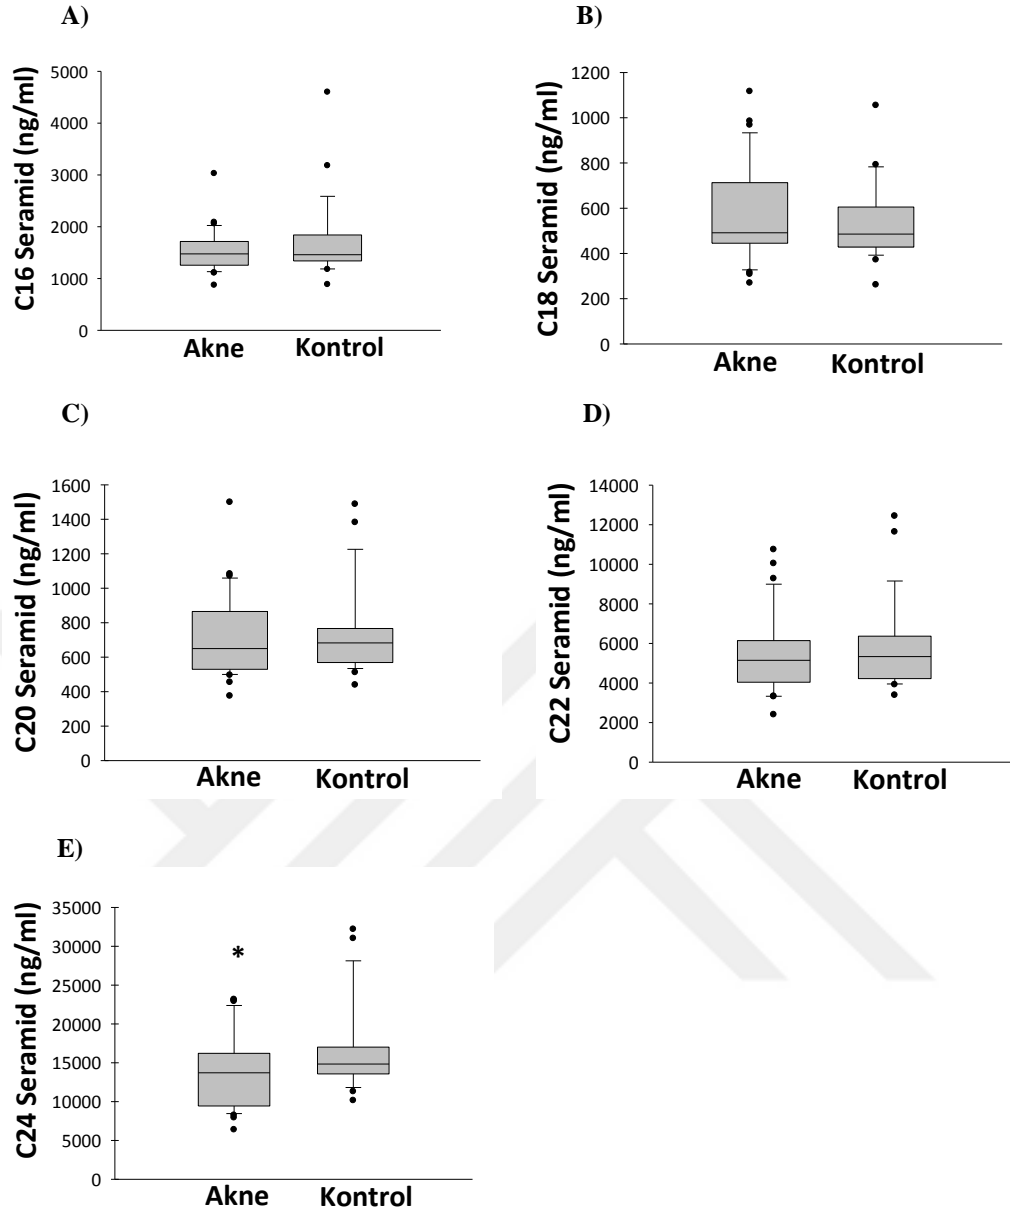 A)
C16 Seramid (ng/ml)
5000
4000
3000
2000
1000
0
Akne Kontrol
B)
C18 Seramid (ng/ml)
1200
1000
800
600
400
200
0
Akne Kontrol
C)
C20 Seramid (ng/ml)
1600
1400
1200
1000
800
600
400
200
0
Akne Kontrol
D)
C22 Seramid (ng/ml)
14000
12000
10000
8000
6000
4000
2000
0
Akne Kontrol
E)
C24 Seramid (ng/ml)
35000
30000
25000
20000
15000
10000
5000
0
*
Akne Kontrol